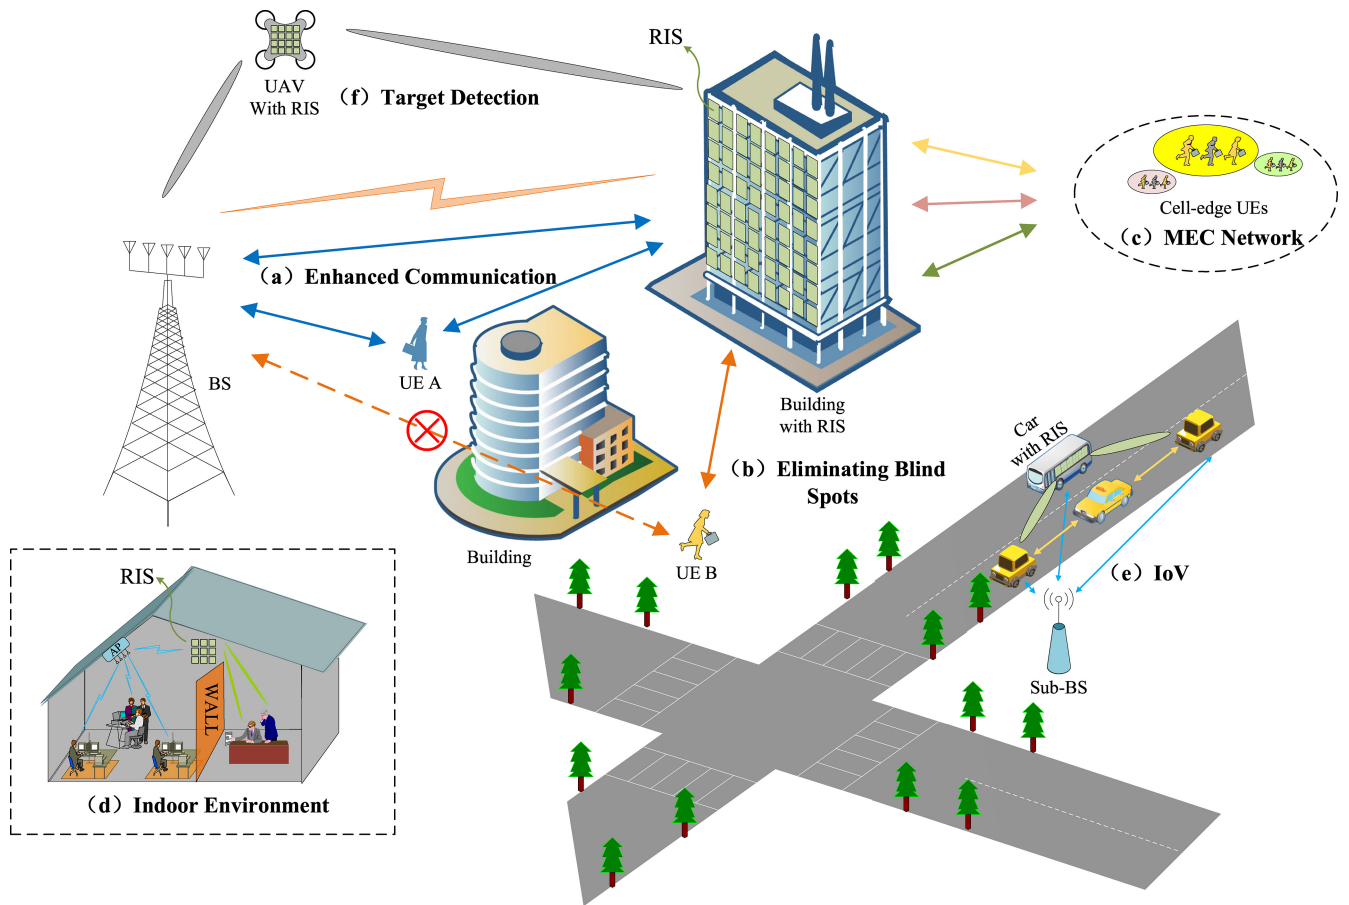 RIS
UAV
With RIS
（f）Target Detection
Cell-edge UEs
（c）MEC Network
（a）Enhanced Communication
UE A
BS
Building
with RIS
Car
with RIS
（b）Eliminating Blind
Spots
Building
UE B
（e）IoV
Sub-BS
RIS
AP
WALL
（d）Indoor Environment